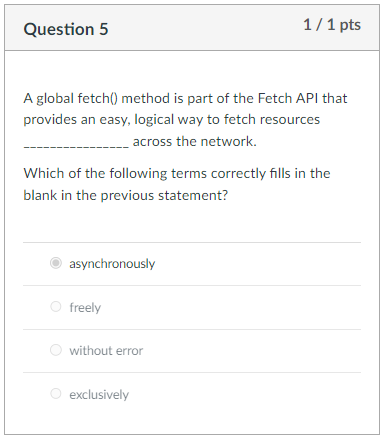 Question 5
1 / 1 pts
A global fetch() method is part of the Fetch API that
provides an easy, logical way to fetch resources
________________ across the network.
Which of the following terms correctly fills in the
blank in the previous statement?
asynchronously
freely
without error
exclusively